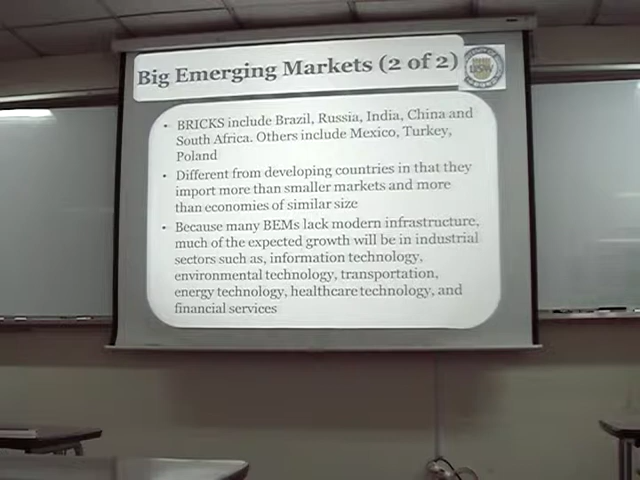 Big Emerging Markets (2 of 2)
• BRICKS include Brazil, Russia, India, China and
South Africa. Others include Mexico, Turkey,
Poland
• Different from developing countries in that they
import more than smaller markets and more
than economies of similar size
• Because many BEMs lack modern infrastructure,
much of the expected growth will be in industrial
sectors such as, information technology,
environmental technology, transportation,
energy technology, healthcare technology, and
financial services